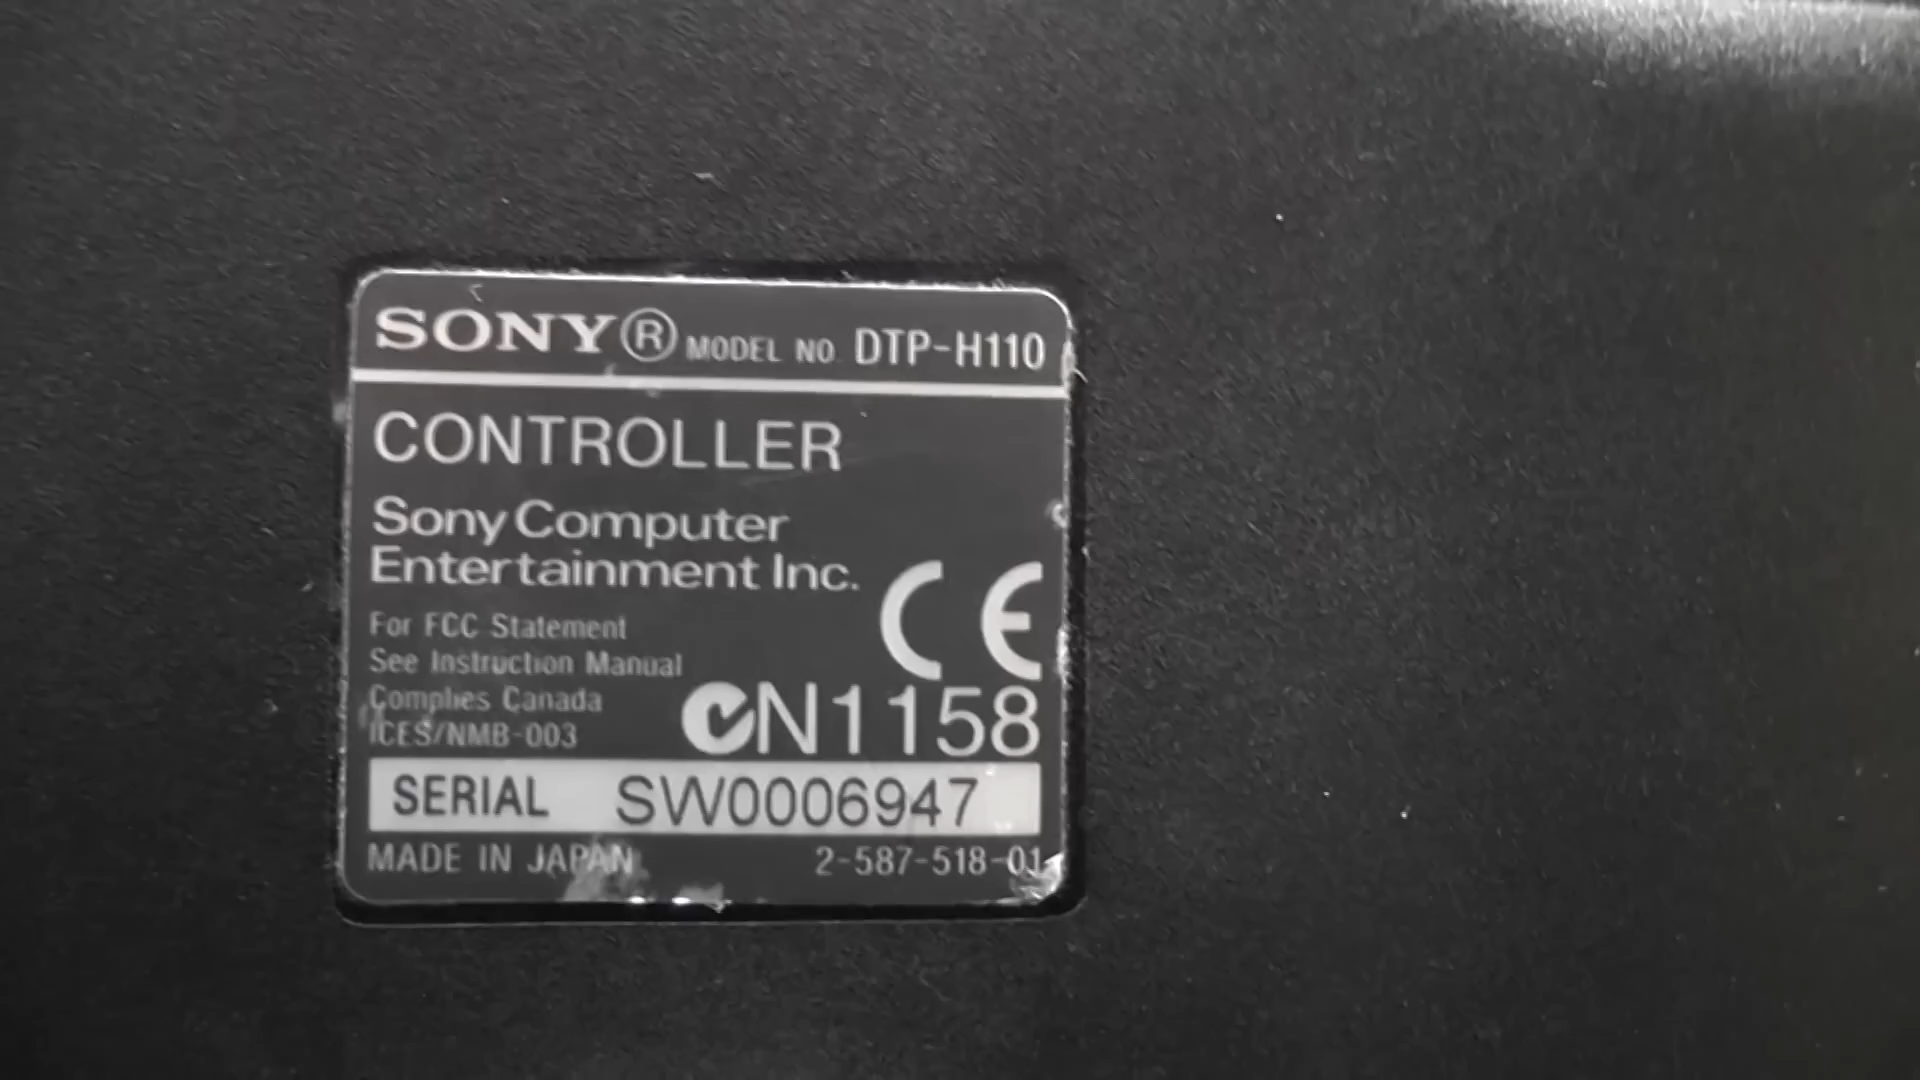 SONY® MODEL NO. DTP-H110
CONTROLLER
Sony Computer
Entertainment Inc.
For FCC Statement
See Instruction Manual
Complies Canada
ICES/NMB-003
CE
N1158
SERIAL SW0006947
MADE IN JAPAN 2-587-518-01